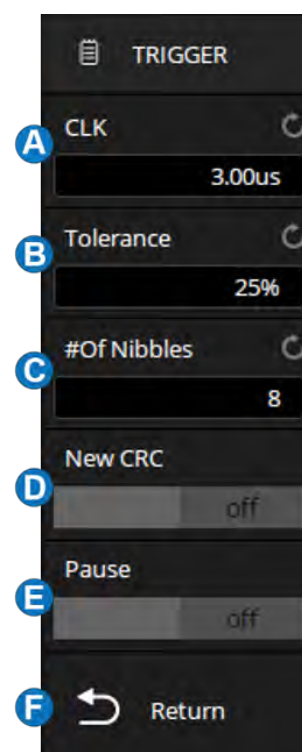 TRIGGER
A
CLK
3.00us
B
Tolerance
25%
C
#Of Nibbles
8
D
New CRC
off
E
Pause
off
F
Return